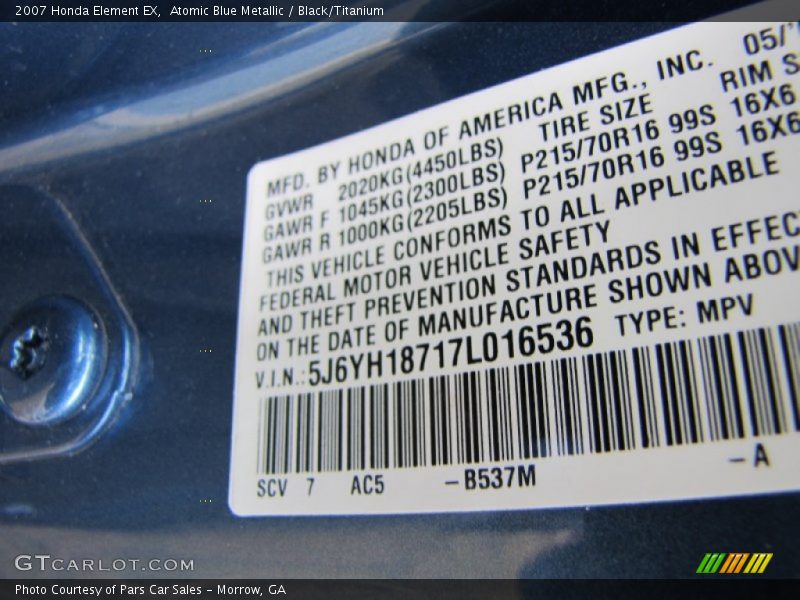 2007 Honda Element EX, Atomic Blue Metallic / Black/Titanium
MFD. BY HONDA OF AMERICA MFG., INC. 05/
GVWR 2020KG(4450LBS) TIRE SIZE RIM S
GAWR F 1045KG(2300LBS) P215/70R16 99S 16X6
GAWR R 1000KG(2205LBS) P215/70R16 99S 16X6
THIS VEHICLE CONFORMS TO ALL APPLICABLE
FEDERAL MOTOR VEHICLE SAFETY
AND THEFT PREVENTION STANDARDS IN EFFEC
ON THE DATE OF MANUFACTURE SHOWN ABOV
V.I.N.: 5J6YH18717L016536 TYPE: MPV
SCV 7 AC5 -B537M -A
GTCARLOT.COM
Photo Courtesy of Pars Car Sales - Morrow, GA